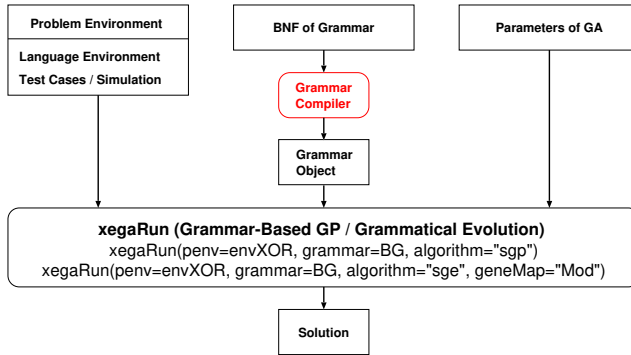 Problem Environment
Language Environment
Test Cases / Simulation
BNF of Grammar
Parameters of GA
Grammar
Compiler
Grammar
Object
xegaRun (Grammar-Based GP / Grammatical Evolution)
xegaRun(penv=envXOR, grammar=BG, algorithm="sgp")
xegaRun(penv=envXOR, grammar=BG, algorithm="sge", geneMap="Mod")
Solution